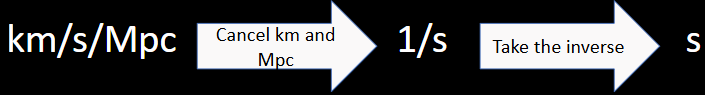 km/s/Mpc
Cancel km and
Mpc
1/s
Take the inverse
s